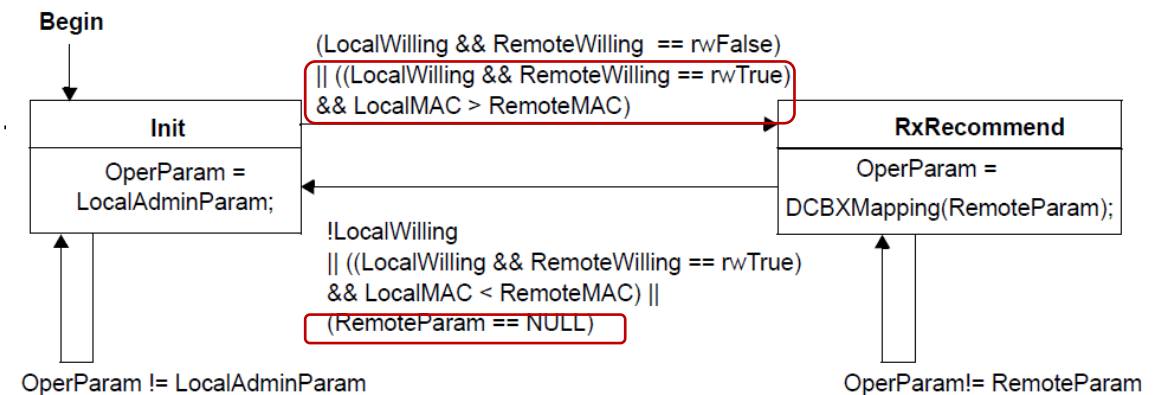 Begin
(LocalWilling && RemoteWilling == rwFalse)
|| ((LocalWilling && RemoteWilling == rwTrue)
&& LocalMAC > RemoteMAC)
Init
OperParam =
LocalAdminParam;
RxRecommend
OperParam =
DCBXMapping(RemoteParam);
!LocalWilling
|| ((LocalWilling && RemoteWilling == rwTrue)
&& LocalMAC < RemoteMAC) ||
(RemoteParam == NULL)
OperParam != LocalAdminParam
OperParam!= RemoteParam